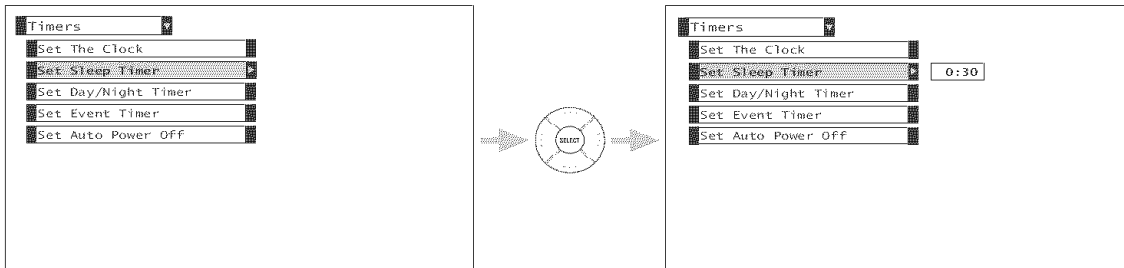 Timers
Set The Clock
Set Sleep Timer
Set Day/Night Timer
Set Event Timer
Set Auto Power Off
SELECT
Timers
Set The Clock
Set Sleep Timer
0:30
Set Day/Night Timer
Set Event Timer
Set Auto Power Off